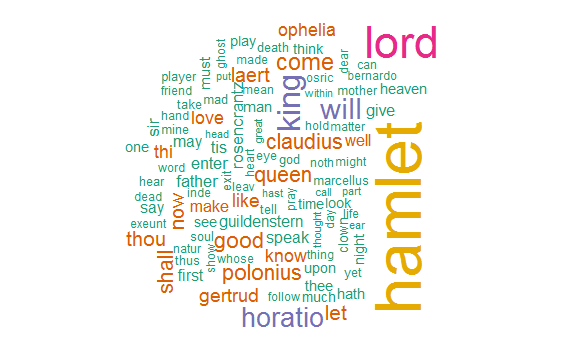 ophelia
lord
play death think
ghost
made
dear
can
come
must
player
laert
put
mean
osric
bernardo
friend
king
within
mother
heaven
take
mad
rosencrantz
man
will
give
hand
love
great
hold
matter
sir
mine
head
hamlet
one
may
tis
heart
claudius
well
thi
eye
god
noth
might
word
enter
exit
queen
hear
father
leav
marcellus
dead
inde
like
hast
pray
call
part
say
now
make
tell
time
look
life
exeunt
see
guildenstern
thought
day
ear
thou
soul
good
speak
clown
night
natur
show
whose
know
thing
thus
shall
polonius
upon
yet
first
thee
gertrud
follow
much
hath
horatio
let